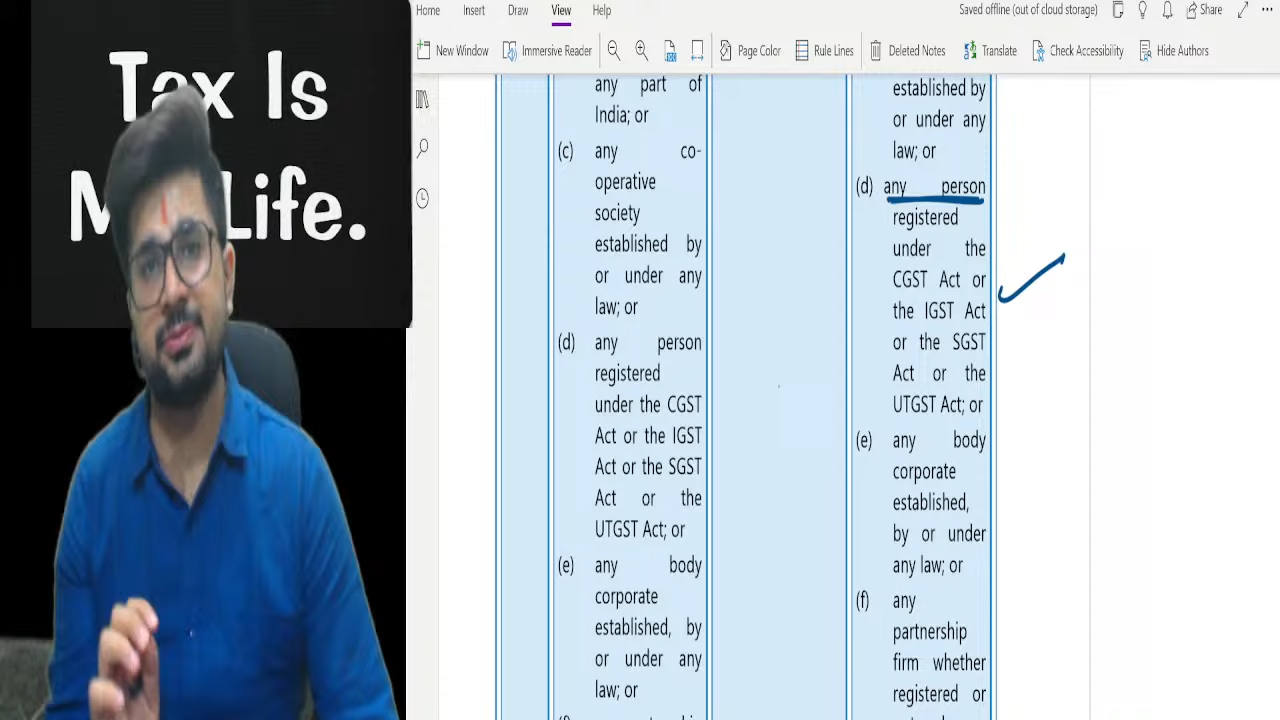 Tax Is
My Life.
Home Insert Draw View Help
Saved offline (out of cloud storage)
Share
New Window
Immersive Reader
Page Color
Rule Lines
Deleted Notes
Translate
Check Accessibility
Hide Authors
any part of
India; or
(c) any co-
operative
society
established by
or under any
law; or
(d) any person
registered
under the CGST
Act or the IGST
Act or the SGST
Act or the
UTGST Act; or
(e) any body
corporate
established, by
or under any
law; or
established by
or under any
law; or
(d) any person
registered
under the
CGST Act or
the IGST Act
or the SGST
Act or the
UTGST Act; or
(e) any body
corporate
established,
by or under
any law; or
(f) any
partnership
firm whether
registered or